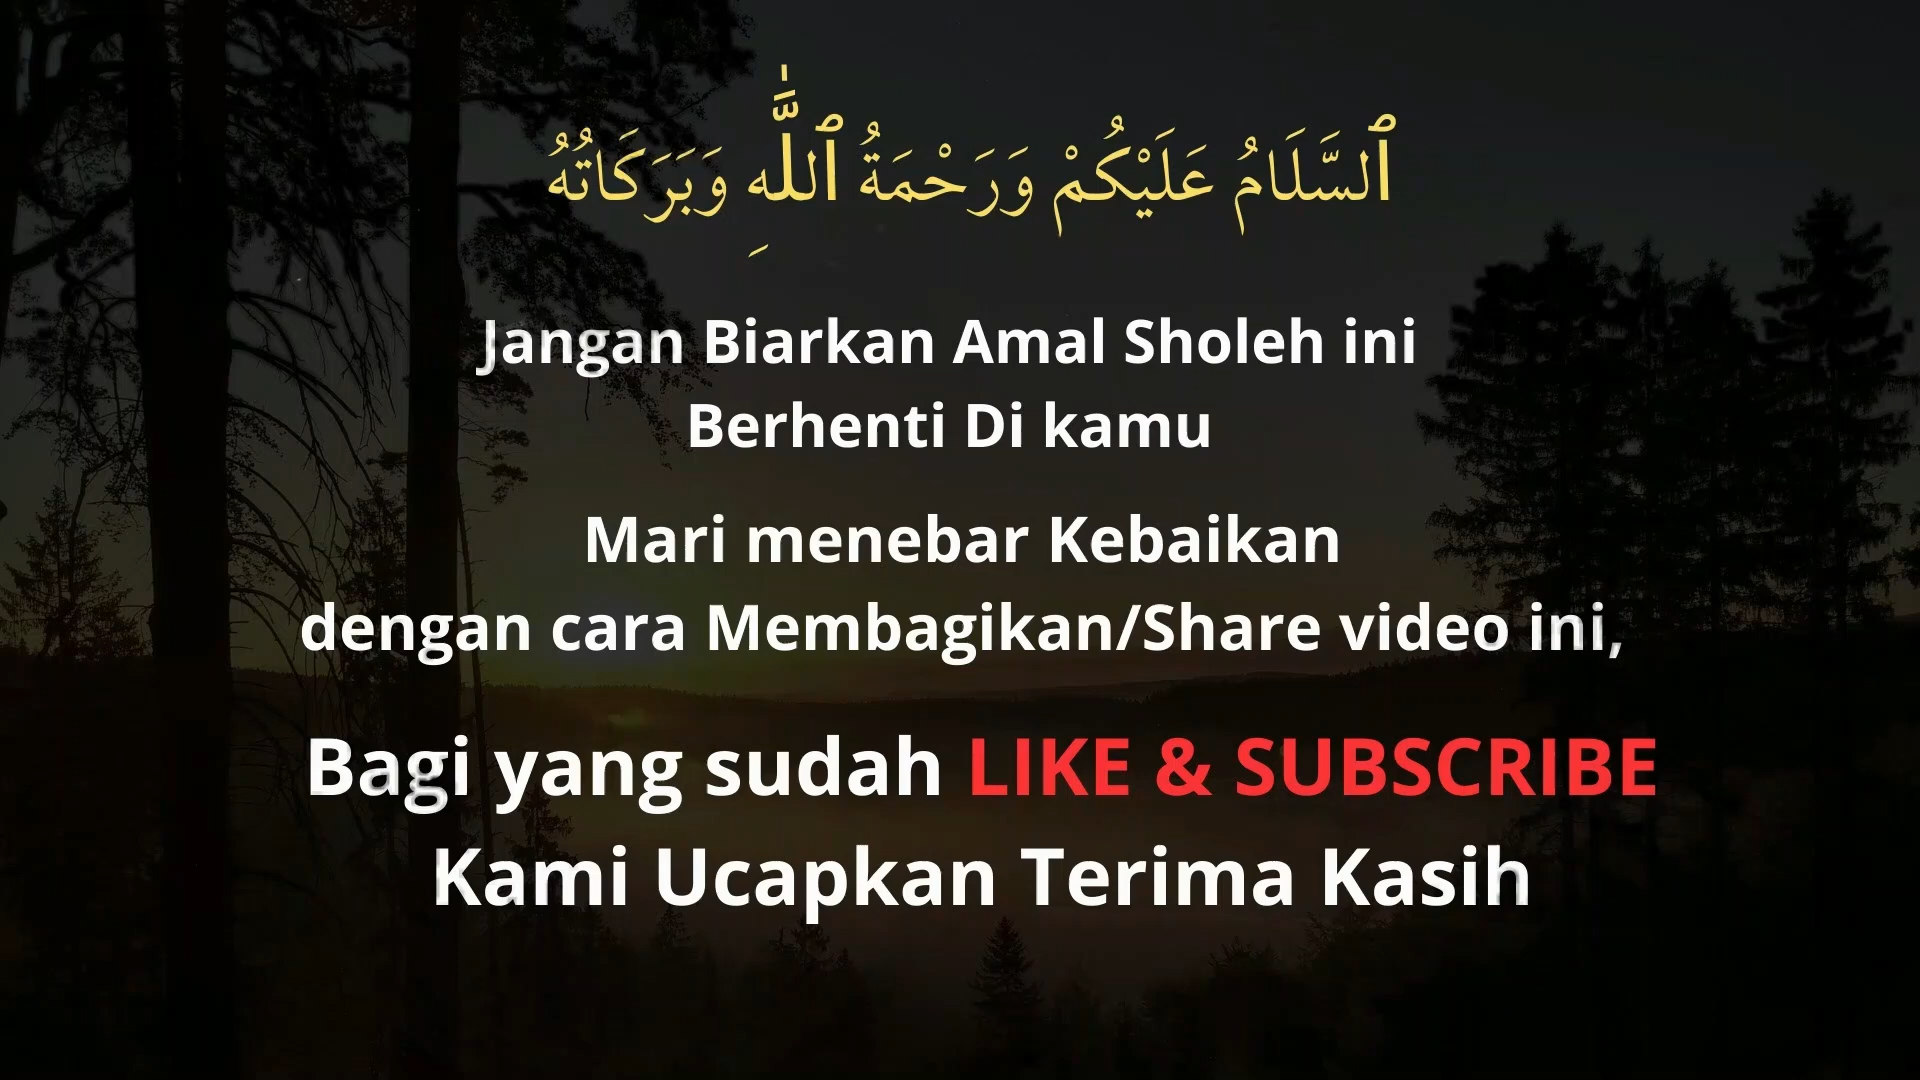 ٱلسَّلَامُ عَلَيْكُمْ وَرَحْمَةُ ٱللَّٰهِ وَبَرَكَاتُهُ
Jangan Biarkan Amal Sholeh ini
Berhenti Di kamu
Mari menebar Kebaikan
dengan cara Membagikan/Share video ini,
Bagi yang sudah LIKE & SUBSCRIBE
Kami Ucapkan Terima Kasih